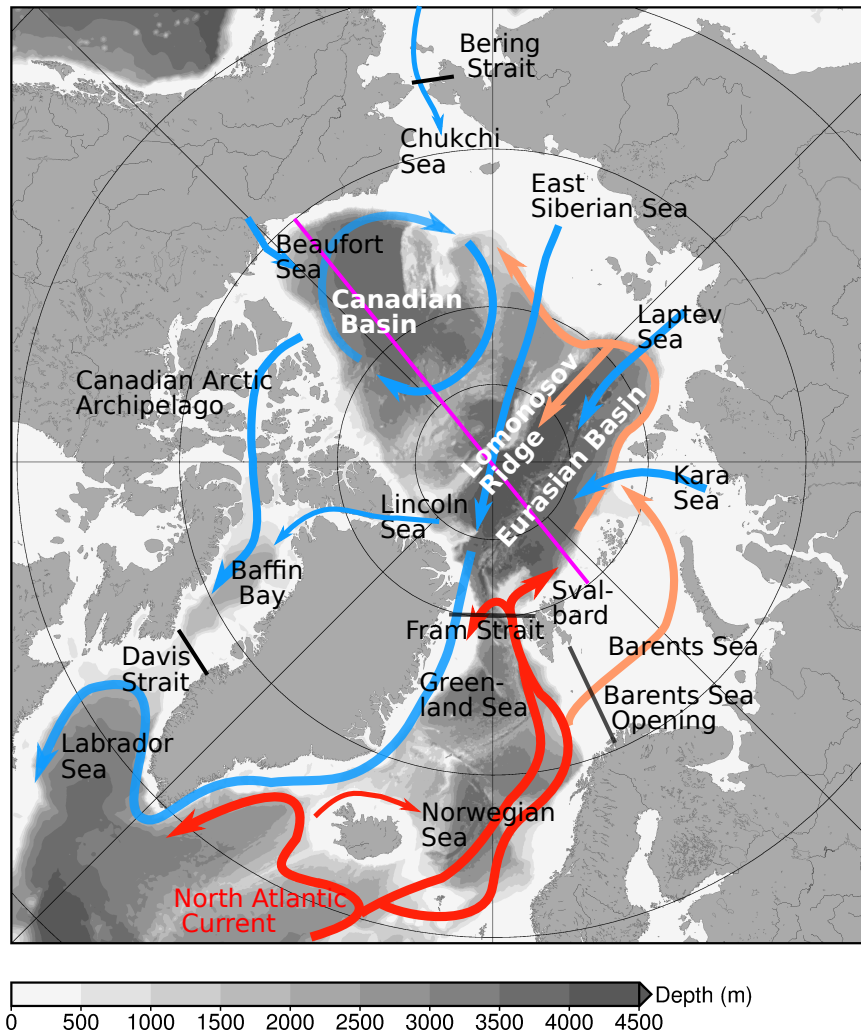 Bering
Strait
Chukchi
Sea
East
Siberian Sea
Beaufort
Sea
Canadian
Basin
Laptev
Sea
Canadian Arctic
Archipelago
Lomonosov
Ridge
Eurasian Basin
Kara
Sea
Lincoln
Sea
Baffin
Bay
Sval-
bard
Fram Strait
Barents Sea
Davis
Strait
Green-
land Sea
Barents Sea
Opening
Labrador
Sea
Norwegian
Sea
North Atlantic
Current
Depth (m)
0 500 1000 1500 2000 2500 3000 3500 4000 4500